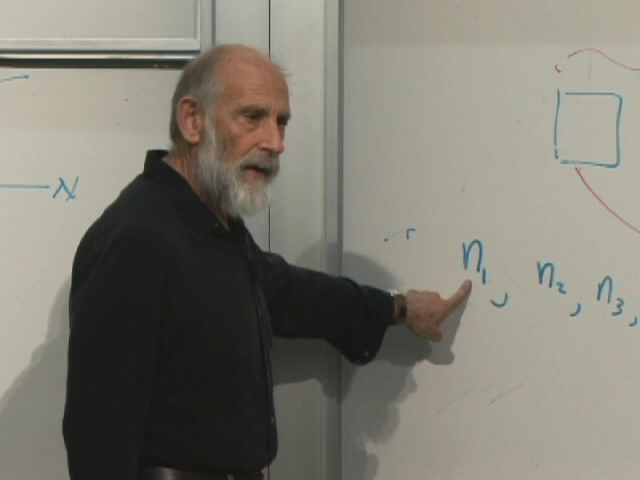 x
n₁, n₂, n₃,